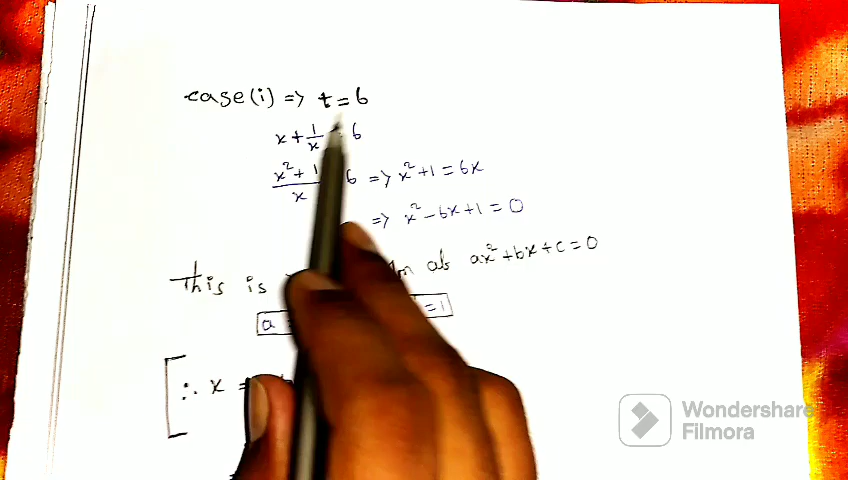 case(i) => t = 6
x + 1/x = 6
x² + 1 / x 6 => x² + 1 = 6x
=> x² - 6x + 1 = 0
This is ax² + bx + c = 0
a = 1
∴ x =
Wondershare
Filmora